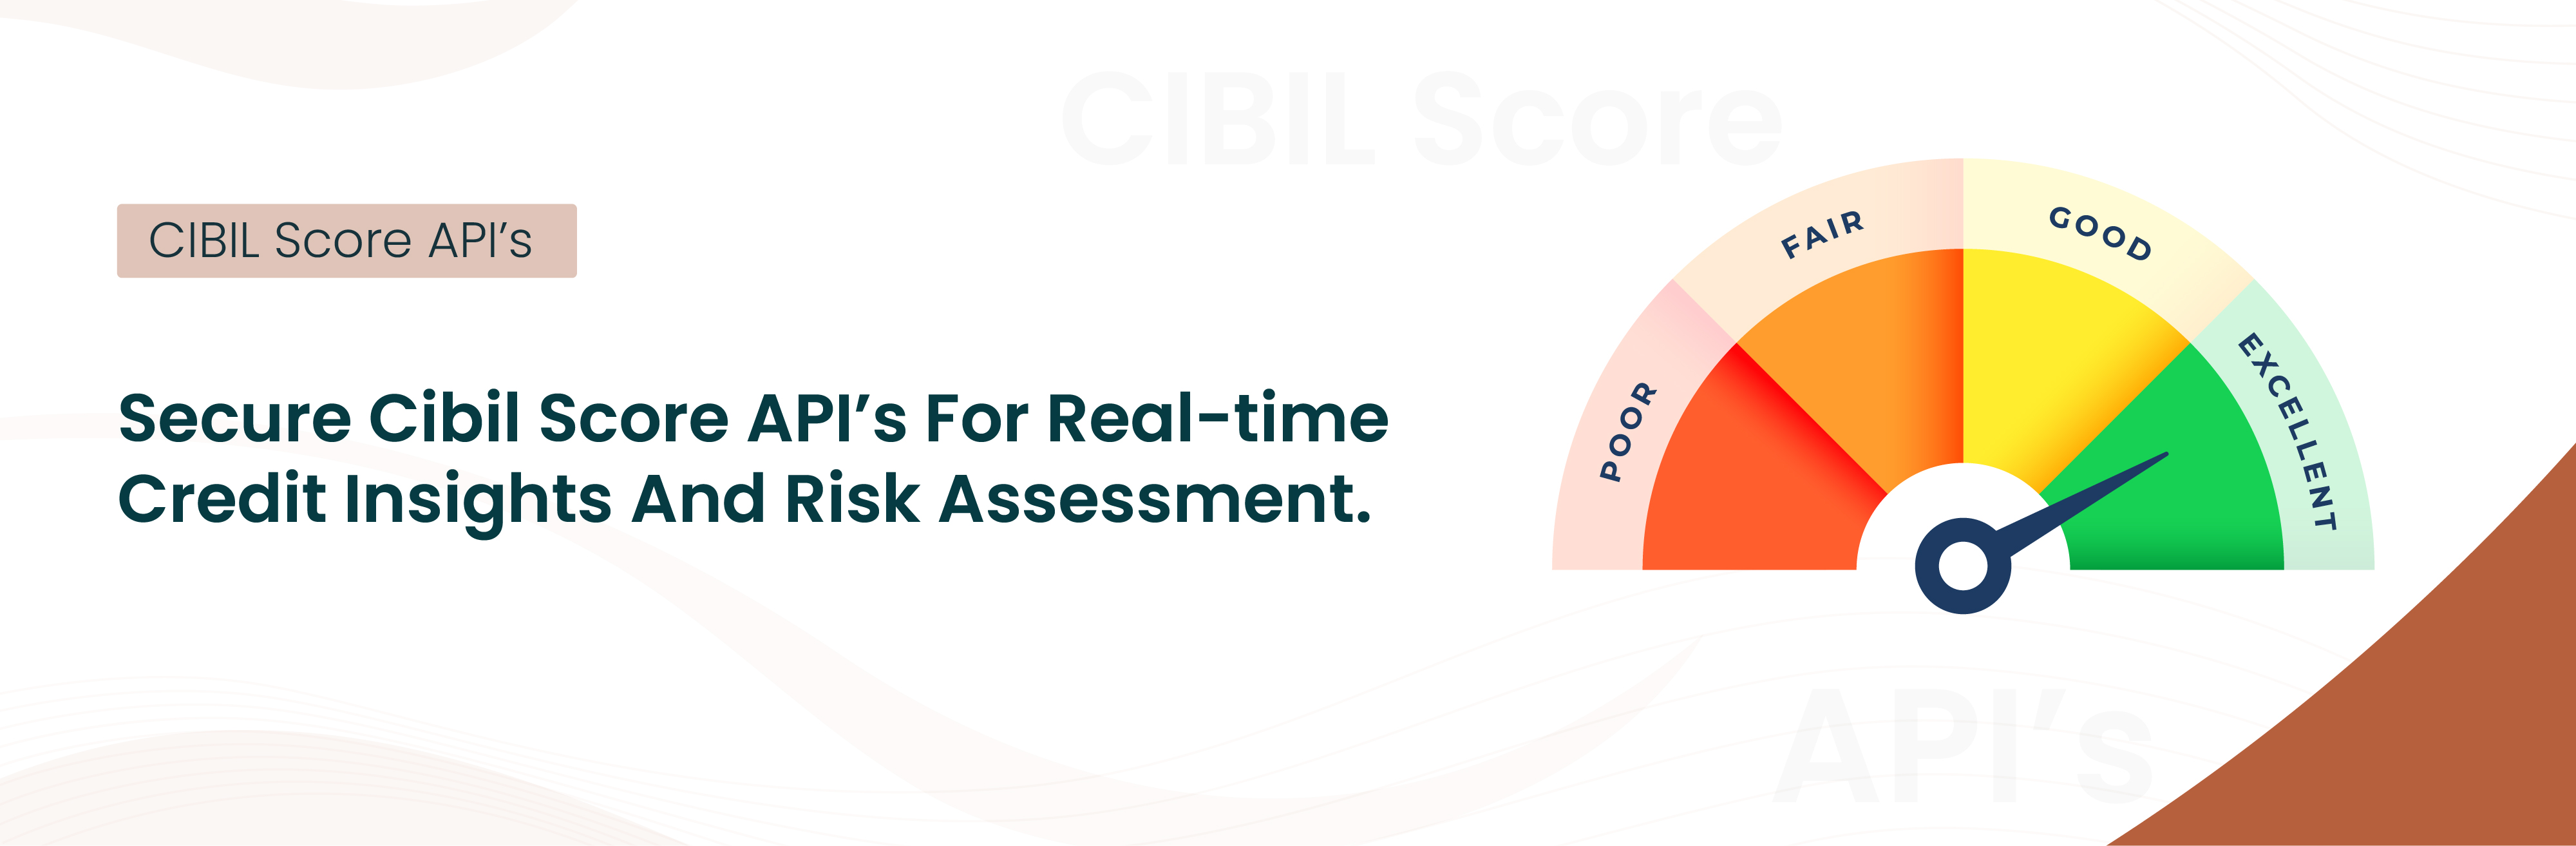 CIBIL Score
CIBIL Score API’s
Secure Cibil Score API’s For Real-time
Credit Insights And Risk Assessment.
POOR
FAIR
GOOD
EXCELLENT
API’s